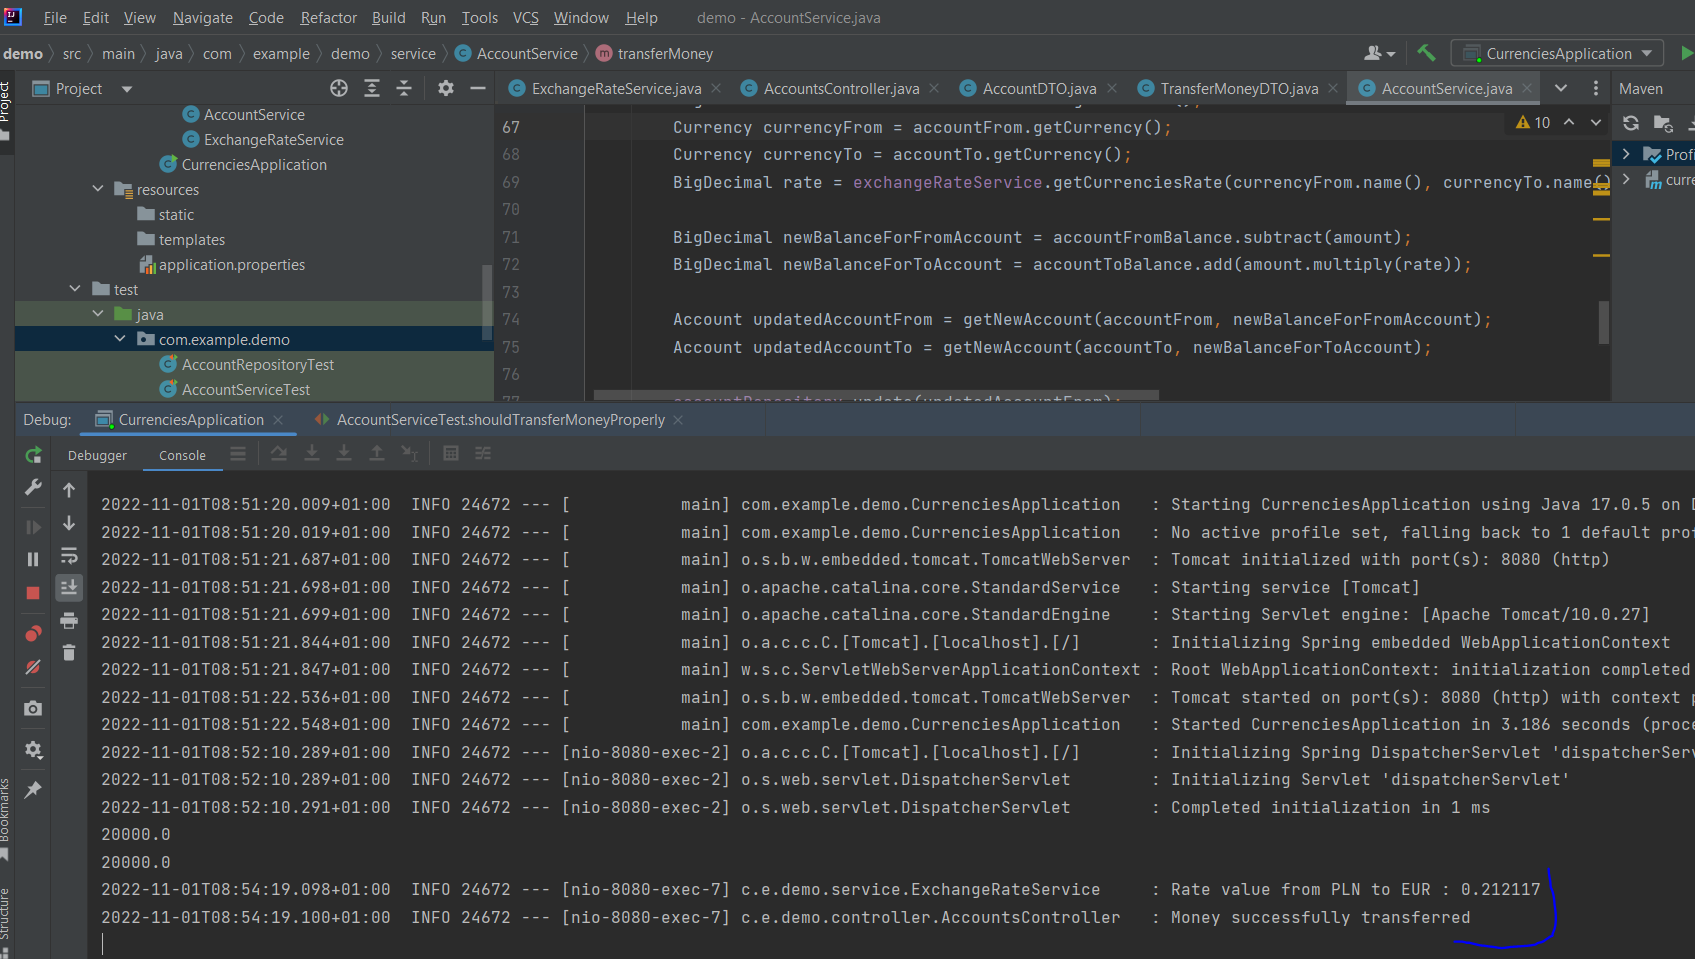 File Edit View Navigate Code Refactor Build Run Tools VCS Window Help demo - AccountService.java
demo src main java com example demo service AccountService transferMoney CurrenciesApplication
Project
Project
ExchangeRateService.java AccountsController.java AccountDTO.java TransferMoneyDTO.java AccountService.java Maven
AccountService
ExchangeRateService
CurrenciesApplication
resources
static
templates
application.properties
test
java
com.example.demo
AccountRepositoryTest
AccountServiceTest
67 Currency currencyFrom = accountFrom.getCurrency();
68 Currency currencyTo = accountTo.getCurrency();
69 BigDecimal rate = exchangeRateService.getCurrenciesRate(currencyFrom.name(), currencyTo.name()
70
71 BigDecimal newBalanceForFromAccount = accountFromBalance.subtract(amount);
72 BigDecimal newBalanceForToAccount = accountToBalance.add(amount.multiply(rate));
73
74 Account updatedAccountFrom = getNewAccount(accountFrom, newBalanceForFromAccount);
75 Account updatedAccountTo = getNewAccount(accountTo, newBalanceForToAccount);
76
77 accountRepository.update(updatedAccountFrom);
10
Profi
curre
Debug: CurrenciesApplication AccountServiceTest.shouldTransferMoneyProperly
Debugger Console
2022-11-01T08:51:20.009+01:00 INFO 24672 --- [ main] com.example.demo.CurrenciesApplication : Starting CurrenciesApplication using Java 17.0.5 on D
2022-11-01T08:51:20.019+01:00 INFO 24672 --- [ main] com.example.demo.CurrenciesApplication : No active profile set, falling back to 1 default prof
2022-11-01T08:51:21.687+01:00 INFO 24672 --- [ main] o.s.b.w.embedded.tomcat.TomcatWebServer : Tomcat initialized with port(s): 8080 (http)
2022-11-01T08:51:21.698+01:00 INFO 24672 --- [ main] o.apache.catalina.core.StandardService : Starting service [Tomcat]
2022-11-01T08:51:21.699+01:00 INFO 24672 --- [ main] o.apache.catalina.core.StandardEngine : Starting Servlet engine: [Apache Tomcat/10.0.27]
2022-11-01T08:51:21.844+01:00 INFO 24672 --- [ main] o.a.c.c.C.[Tomcat].[localhost].[/] : Initializing Spring embedded WebApplicationContext
2022-11-01T08:51:21.847+01:00 INFO 24672 --- [ main] w.s.c.ServletWebServerApplicationContext : Root WebApplicationContext: initialization completed
2022-11-01T08:51:22.536+01:00 INFO 24672 --- [ main] o.s.b.w.embedded.tomcat.TomcatWebServer : Tomcat started on port(s): 8080 (http) with context p
2022-11-01T08:51:22.548+01:00 INFO 24672 --- [ main] com.example.demo.CurrenciesApplication : Started CurrenciesApplication in 3.186 seconds (proce
2022-11-01T08:52:10.289+01:00 INFO 24672 --- [nio-8080-exec-2] o.a.c.c.C.[Tomcat].[localhost].[/] : Initializing Spring DispatcherServlet 'dispatcherServ
2022-11-01T08:52:10.289+01:00 INFO 24672 --- [nio-8080-exec-2] o.s.web.servlet.DispatcherServlet : Initializing Servlet 'dispatcherServlet'
2022-11-01T08:52:10.291+01:00 INFO 24672 --- [nio-8080-exec-2] o.s.web.servlet.DispatcherServlet : Completed initialization in 1 ms
20000.0
20000.0
2022-11-01T08:54:19.098+01:00 INFO 24672 --- [nio-8080-exec-7] c.e.demo.service.ExchangeRateService : Rate value from PLN to EUR : 0.212117
2022-11-01T08:54:19.100+01:00 INFO 24672 --- [nio-8080-exec-7] c.e.demo.controller.AccountsController : Money successfully transferred
Bookmarks
Structure